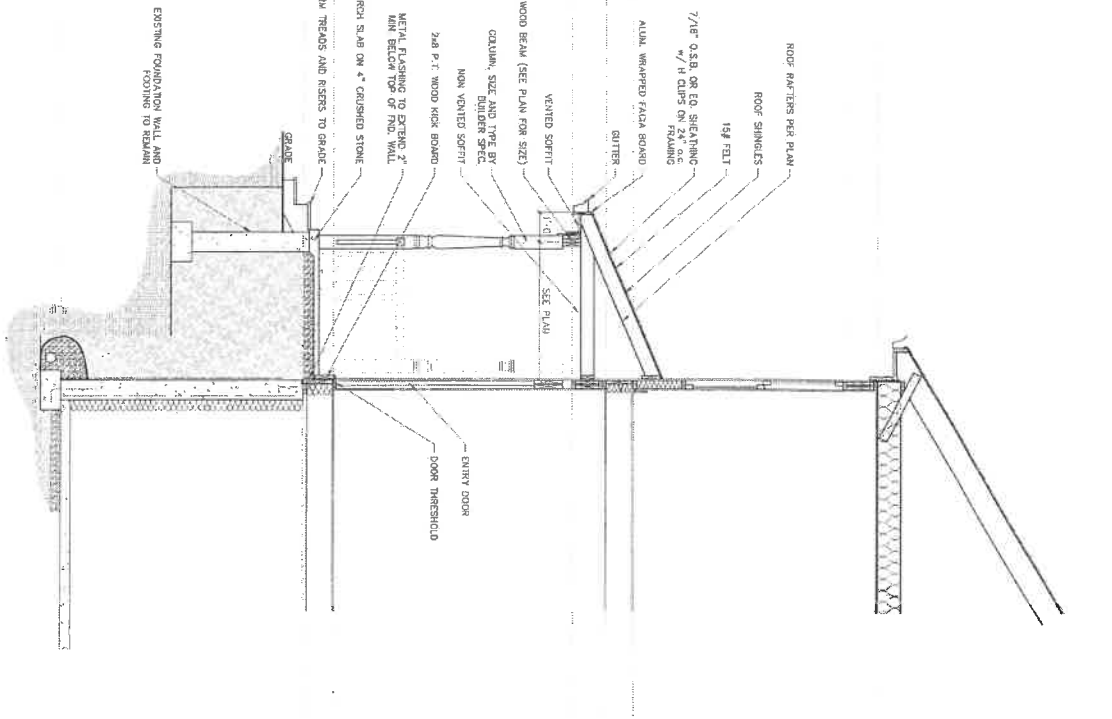 ROOF RAFTERS PER PLAN
ROOF SHINGLES
15# FELT
7/16" O.S.B. OR EQ. SHEATHING
w/ H CLIPS ON 24" o.c.
FRAMING
ALUM. WRAPPED FACIA BOARD
GUTTER
VENTED SOFFIT
WOOD BEAM (SEE PLAN FOR SIZE)
COLUMN, SIZE AND TYPE BY
BUILDER SPEC.
NON VENTED SOFFIT
2x8 P.T. WOOD KICK BOARD
METAL FLASHING TO EXTEND 2"
MIN BELOW TOP OF FND. WALL
RCH SLAB ON 4" CRUSHED STONE
TREADS AND RISERS TO GRADE
GRADE
EXISTING FOUNDATION WALL AND
FOOTING TO REMAIN
1'-0"
SEE PLAN
ENTRY DOOR
DOOR THRESHOLD